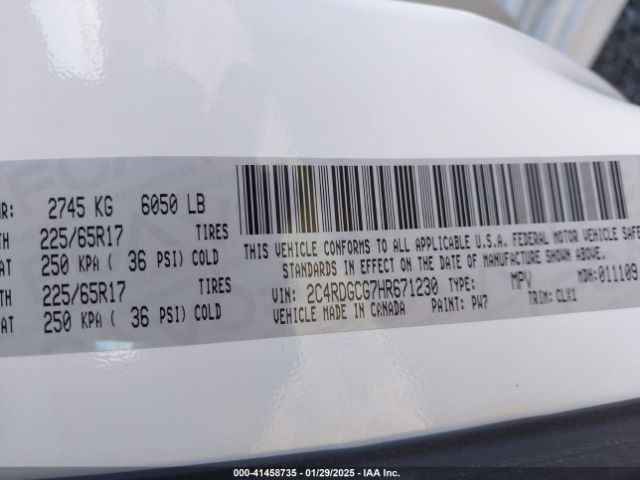 R: 2745 KG 6050 LB
TH 225/65R17 TIRES
AT 250 KPA ( 36 PSI) COLD
TH 225/65R17 TIRES
AT 250 KPA ( 36 PSI) COLD
THIS VEHICLE CONFORMS TO ALL APPLICABLE U.S.A. FEDERAL MOTOR VEHICLE SAFE
STANDARDS IN EFFECT ON THE DATE OF MANUFACTURE SHOWN ABOVE.
VIN: 2C4RDGCG7HR671230 TYPE: MPV MDH: 011109
VEHICLE MADE IN CANADA PAINT: PW7 TRIM: CLX1
000-41458735 - 01/29/2025 - IAA Inc.